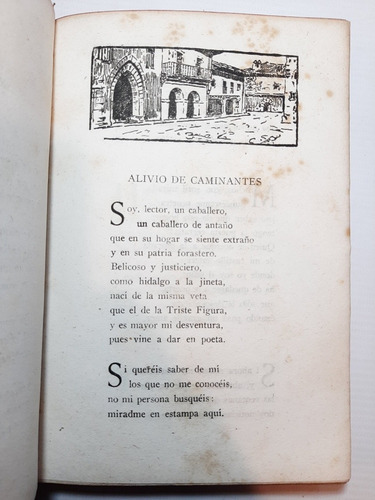 ALIVIO DE CAMINANTES
Soy, lector, un caballero,
un caballero de antaño
que en su hogar se siente extraño
y en su patria forastero.
Belicoso y justiciero,
como hidalgo a la jineta,
nací de la misma veta
que el de la Triste Figura,
y es mayor mi desventura,
pues vine a dar en poeta.
Si queréis saber de mí
los que no me conocéis,
no mi persona busquéis:
miradme en estampa aquí.